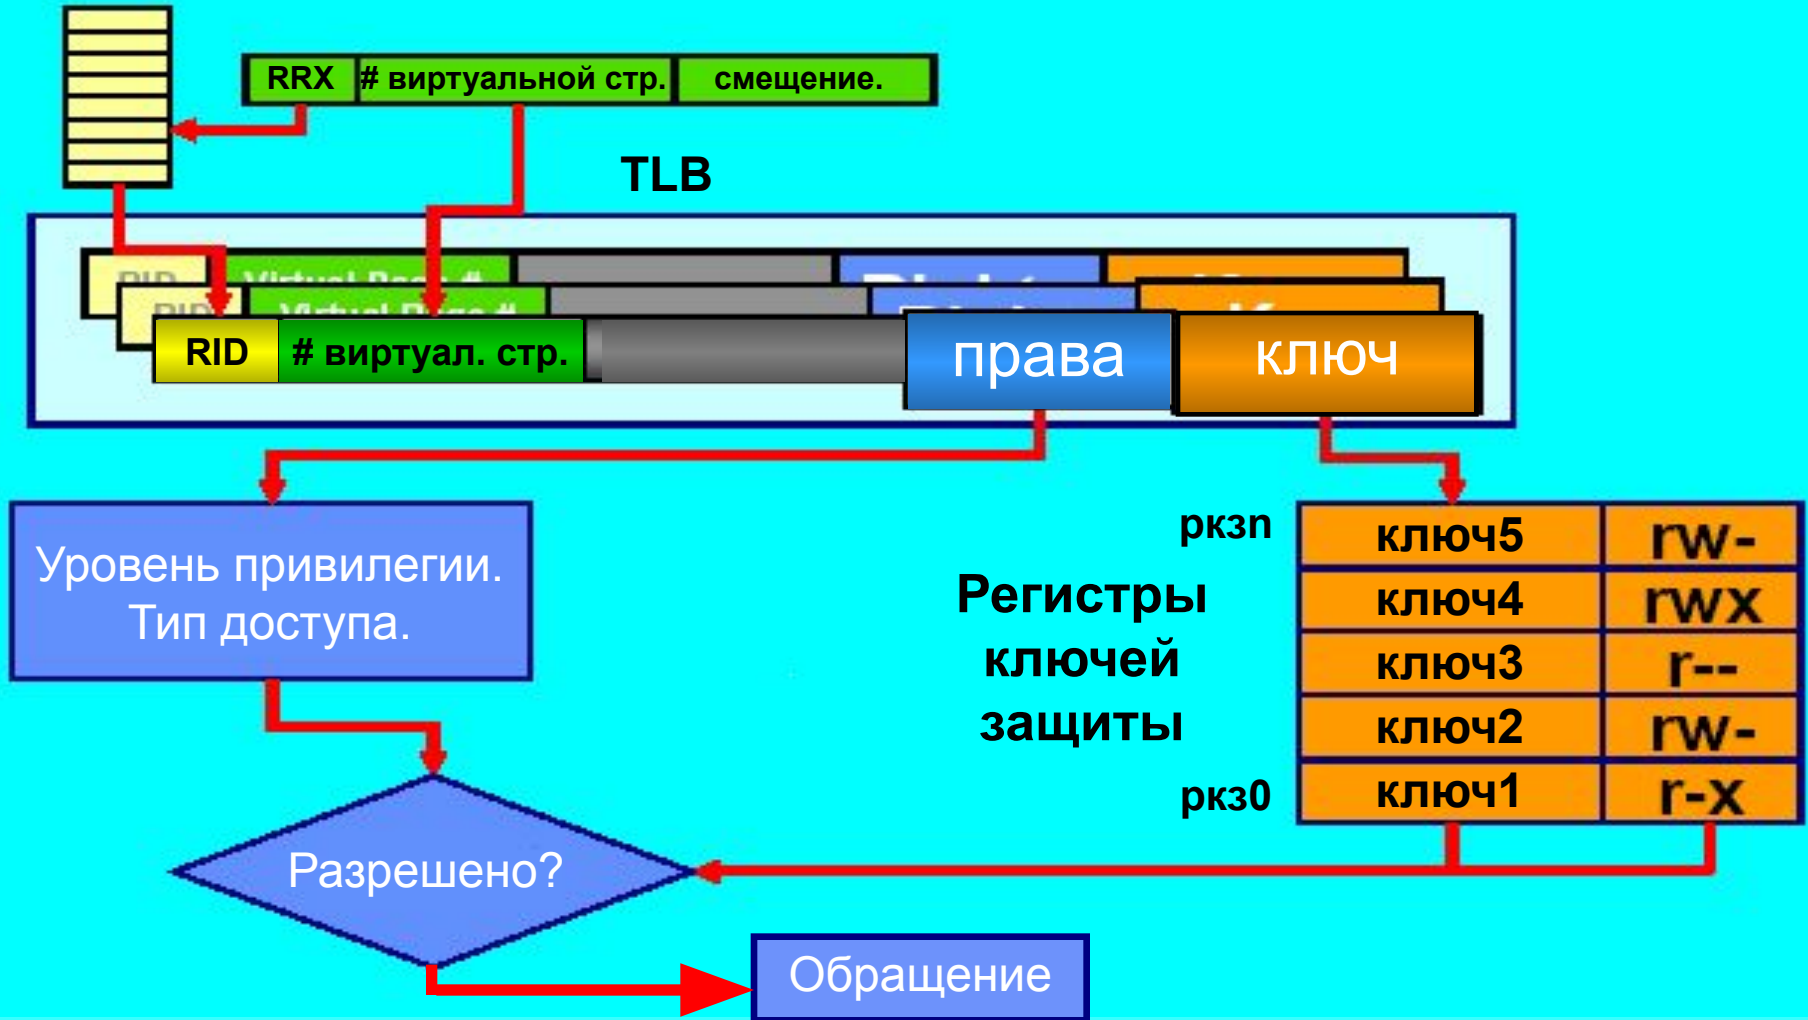 RRX # виртуальной стр. смещение.
TLB
RID # виртуал. стр. права ключ
Уровень привилегии.
Тип доступа.
ркзn
Регистры
ключей
защиты
ркз0
ключ5 rw-
ключ4 rwx
ключ3 r--
ключ2 rw-
ключ1 r-x
Разрешено?
Обращение